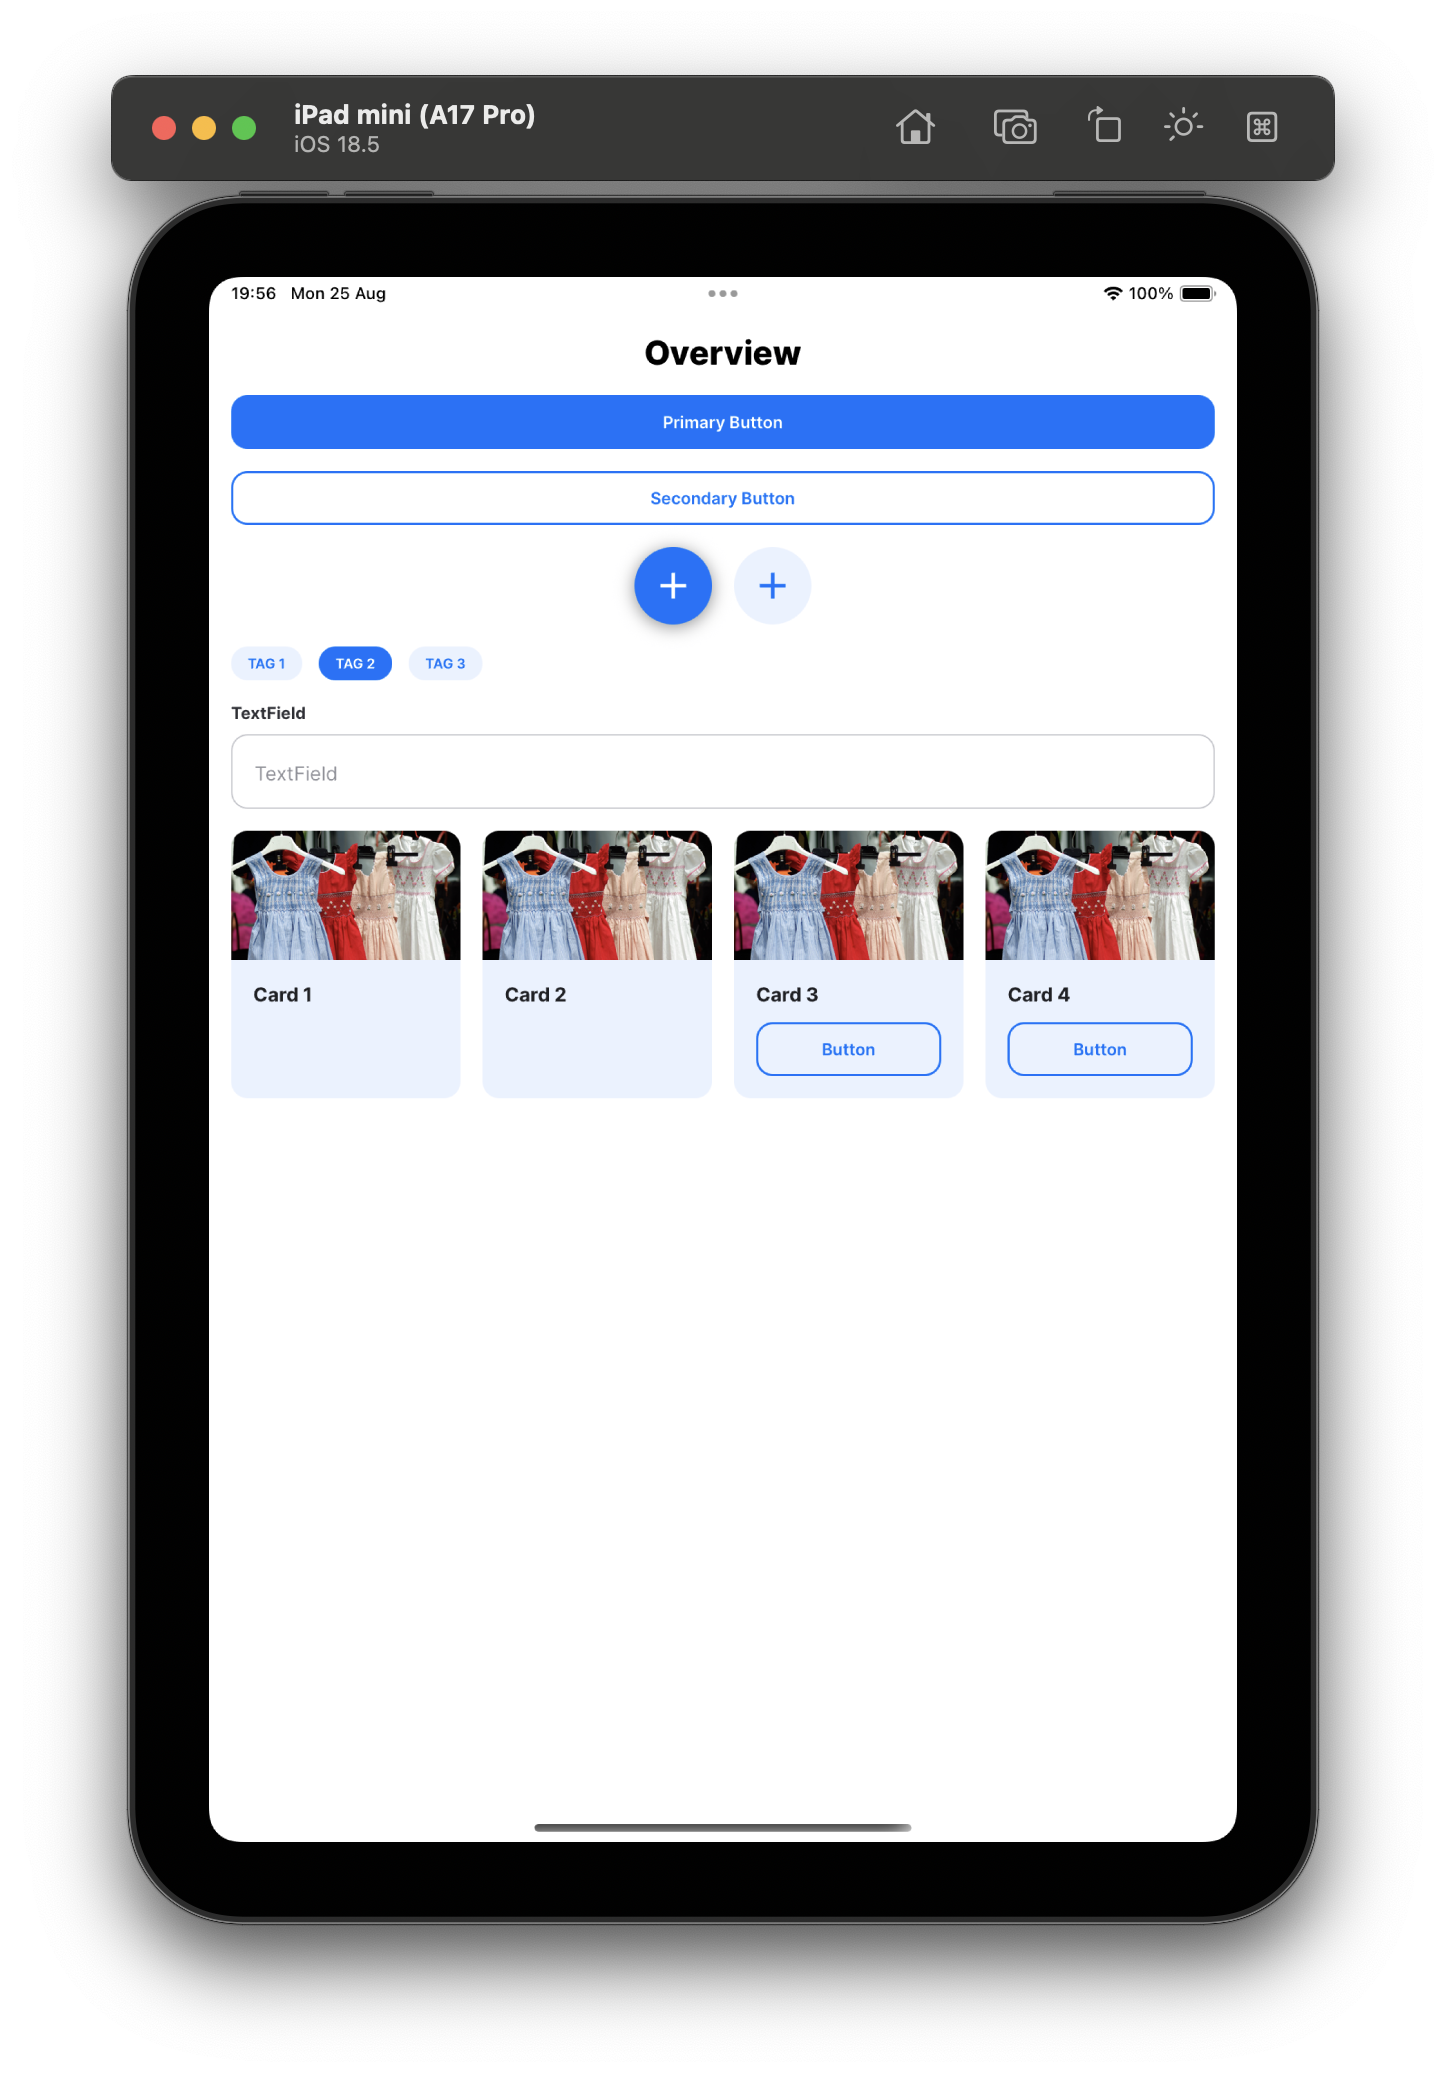 iPad mini (A17 Pro)
iOS 18.5
19:56 Mon 25 Aug
100%
Overview
Primary Button
Secondary Button
TAG 1 TAG 2 TAG 3
TextField
TextField
Card 1 Card 2 Card 3 Card 4
Button Button